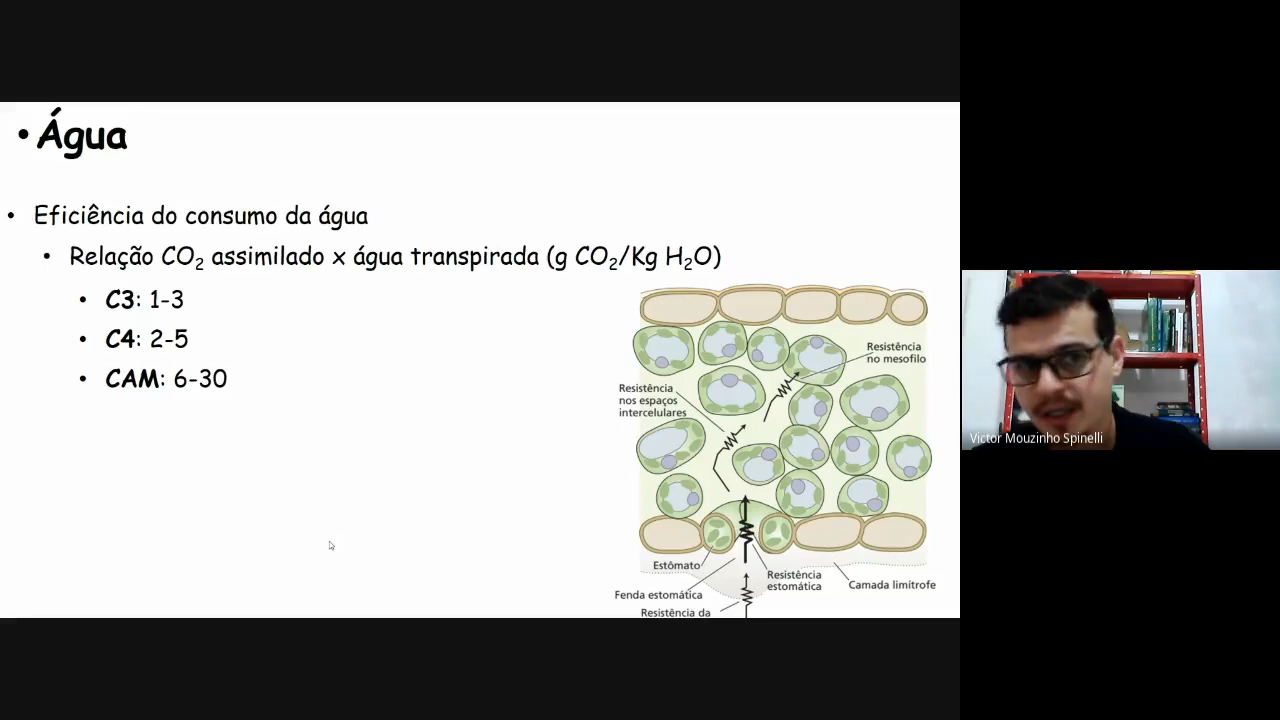 • Água
• Eficiência do consumo da água
• Relação CO₂ assimilado x água transpirada (g CO₂/Kg H₂O)
• C3: 1-3
• C4: 2-5
• CAM: 6-30
Resistência
no mesofilo
Resistência
nos espaços
intercelulares
Estômato
Resistência
estomática
Camada limítrofe
Fenda estomática
Resistência da
Victor Mouzinho Spinelli